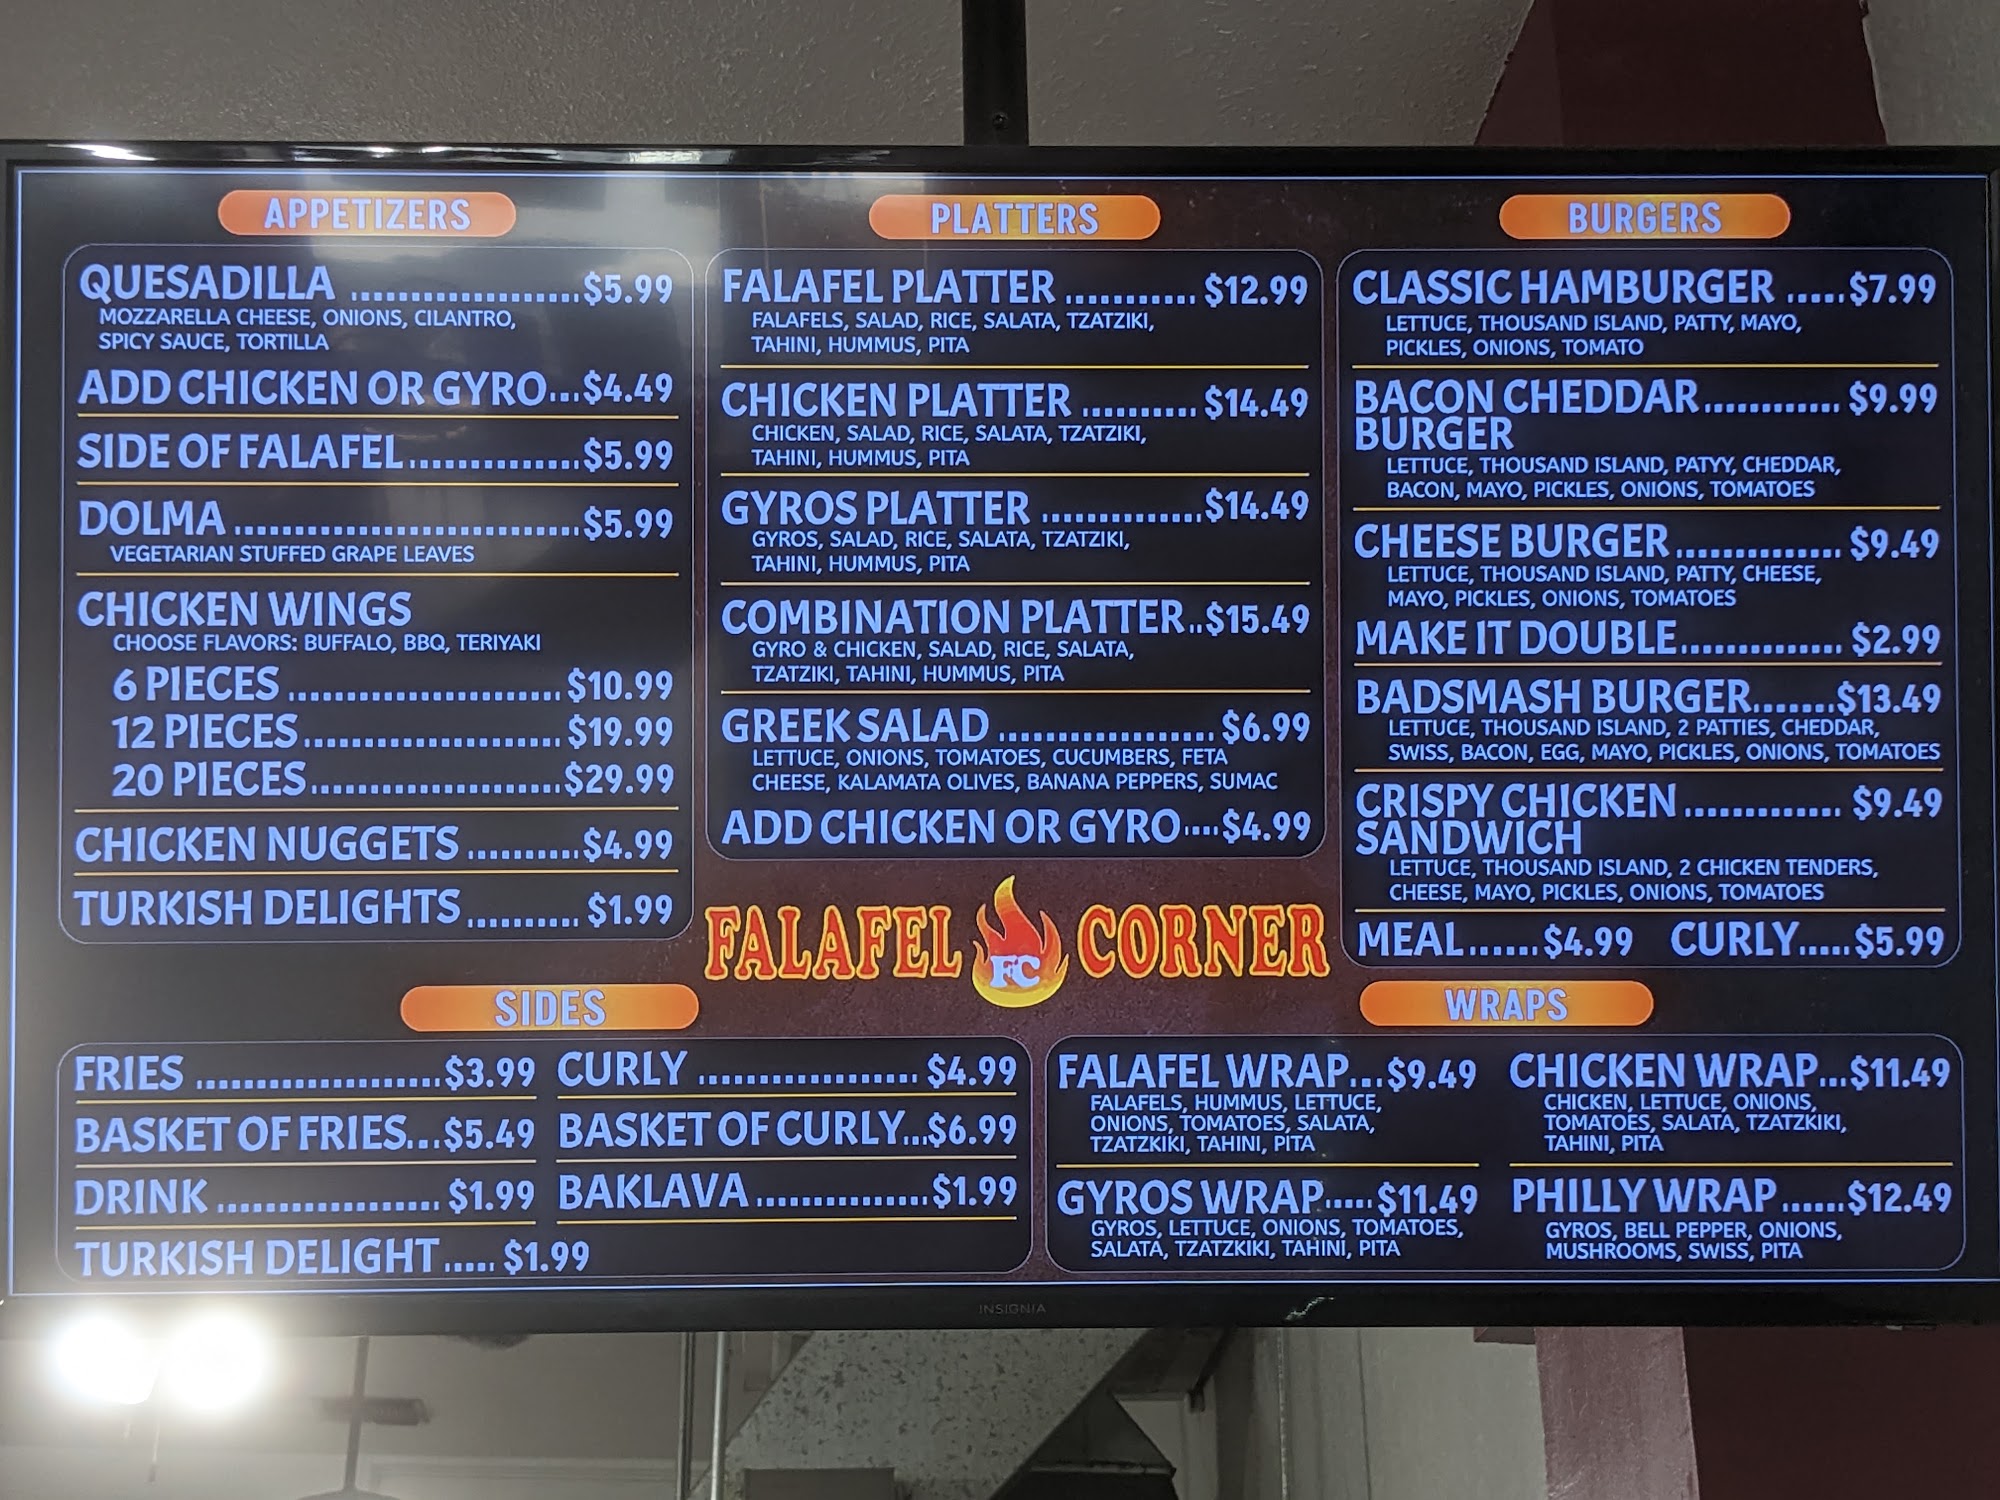 APPETIZERS
QUESADILLA ....................$5.99
MOZZARELLA CHEESE, ONIONS, CILANTRO,
SPICY SAUCE, TORTILLA
ADD CHICKEN OR GYRO...$4.49
SIDE OF FALAFEL...............$5.99
DOLMA ..............................$5.99
VEGETARIAN STUFFED GRAPE LEAVES
CHICKEN WINGS
CHOOSE FLAVORS: BUFFALO, BBQ, TERIYAKI
6 PIECES ........................$10.99
12 PIECES.......................$19.99
20 PIECES......................$29.99
CHICKEN NUGGETS ..........$4.99
TURKISH DELIGHTS .......... $1.99
PLATTERS
FALAFEL PLATTER ........... $12.99
FALAFELS, SALAD, RICE, SALATA, TZATZIKI,
TAHINI, HUMMUS, PITA
CHICKEN PLATTER .......... $14.49
CHICKEN, SALAD, RICE, SALATA, TZATZIKI,
TAHINI, HUMMUS, PITA
GYROS PLATTER ..............$14.49
GYROS, SALAD, RICE, SALATA, TZATZIKI,
TAHINI, HUMMUS, PITA
COMBINATION PLATTER..$15.49
GYRO & CHICKEN, SALAD, RICE, SALATA,
TZATZIKI, TAHINI, HUMMUS, PITA
GREEK SALAD ................... $6.99
LETTUCE, ONIONS, TOMATOES, CUCUMBERS, FETA
CHEESE, KALAMATA OLIVES, BANANA PEPPERS, SUMAC
ADD CHICKEN OR GYRO....$4.99
BURGERS
CLASSIC HAMBURGER .....$7.99
LETTUCE, THOUSAND ISLAND, PATTY, MAYO,
PICKLES, ONIONS, TOMATO
BACON CHEDDAR............ $9.99
BURGER
LETTUCE, THOUSAND ISLAND, PATYY, CHEDDAR,
BACON, MAYO, PICKLES, ONIONS, TOMATOES
CHEESE BURGER.............. $9.49
LETTUCE, THOUSAND ISLAND, PATTY, CHEESE,
MAYO, PICKLES, ONIONS, TOMATOES
MAKE IT DOUBLE.............. $2.99
BADSMASH BURGER.......$13.49
LETTUCE, THOUSAND ISLAND, 2 PATTIES, CHEDDAR,
SWISS, BACON, EGG, MAYO, PICKLES, ONIONS, TOMATOES
CRISPY CHICKEN ............. $9.49
SANDWICH
LETTUCE, THOUSAND ISLAND, 2 CHICKEN TENDERS,
CHEESE, MAYO, PICKLES, ONIONS, TOMATOES
MEAL......$4.99 CURLY.....$5.99
FALAFEL FC CORNER
SIDES
FRIES ......................$3.99
BASKET OF FRIES...$5.49
DRINK .................... $1.99
TURKISH DELIGHT ..... $1.99
CURLY .................... $4.99
BASKET OF CURLY...$6.99
BAKLAVA ...............$1.99
WRAPS
FALAFEL WRAP...$9.49
FALAFELS, HUMMUS, LETTUCE,
ONIONS, TOMATOES, SALATA,
TZATZKIKI, TAHINI, PITA
GYROS WRAP.....$11.49
GYROS, LETTUCE, ONIONS, TOMATOES,
SALATA, TZATZKIKI, TAHINI, PITA
CHICKEN WRAP...$11.49
CHICKEN, LETTUCE, ONIONS,
TOMATOES, SALATA, TZATZKIKI,
TAHINI, PITA
PHILLY WRAP ......$12.49
GYROS, BELL PEPPER, ONIONS,
MUSHROOMS, SWISS, PITA
INSIGNIA